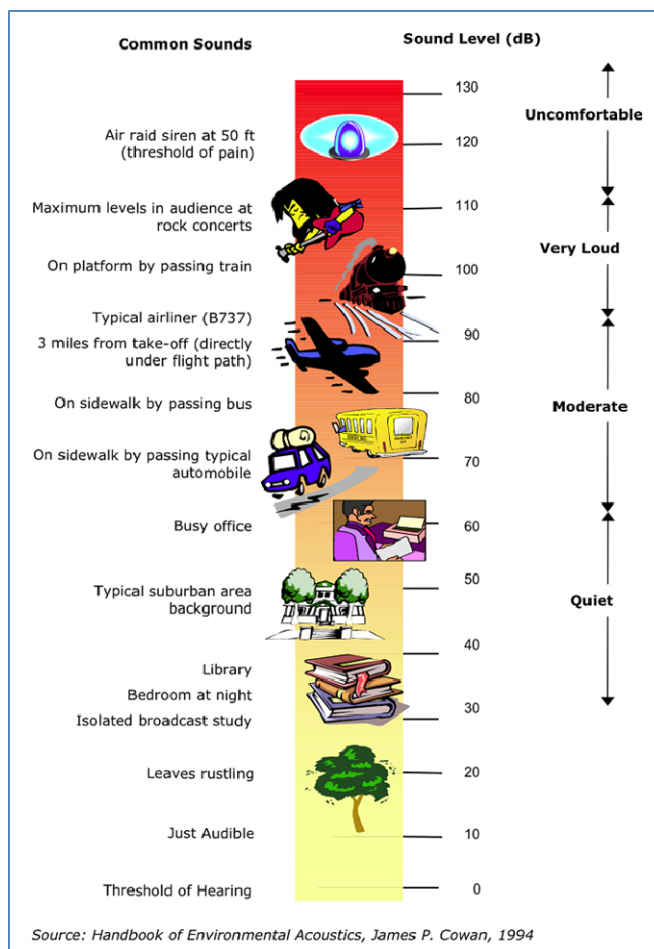 Common Sounds
Sound Level (dB)
130
Uncomfortable
Air raid siren at 50 ft
(threshold of pain)
120
Maximum levels in audience at
rock concerts
110
Very Loud
On platform by passing train
100
Typical airliner (B737)
3 miles from take-off (directly
under flight path)
90
On sidewalk by passing bus
80
Moderate
On sidewalk by passing typical
automobile
70
Busy office
60
Typical suburban area
background
50
Quiet
40
Library
Bedroom at night
Isolated broadcast study
30
Leaves rustling
20
Just Audible
10
Threshold of Hearing
0
Source: Handbook of Environmental Acoustics, James P. Cowan, 1994